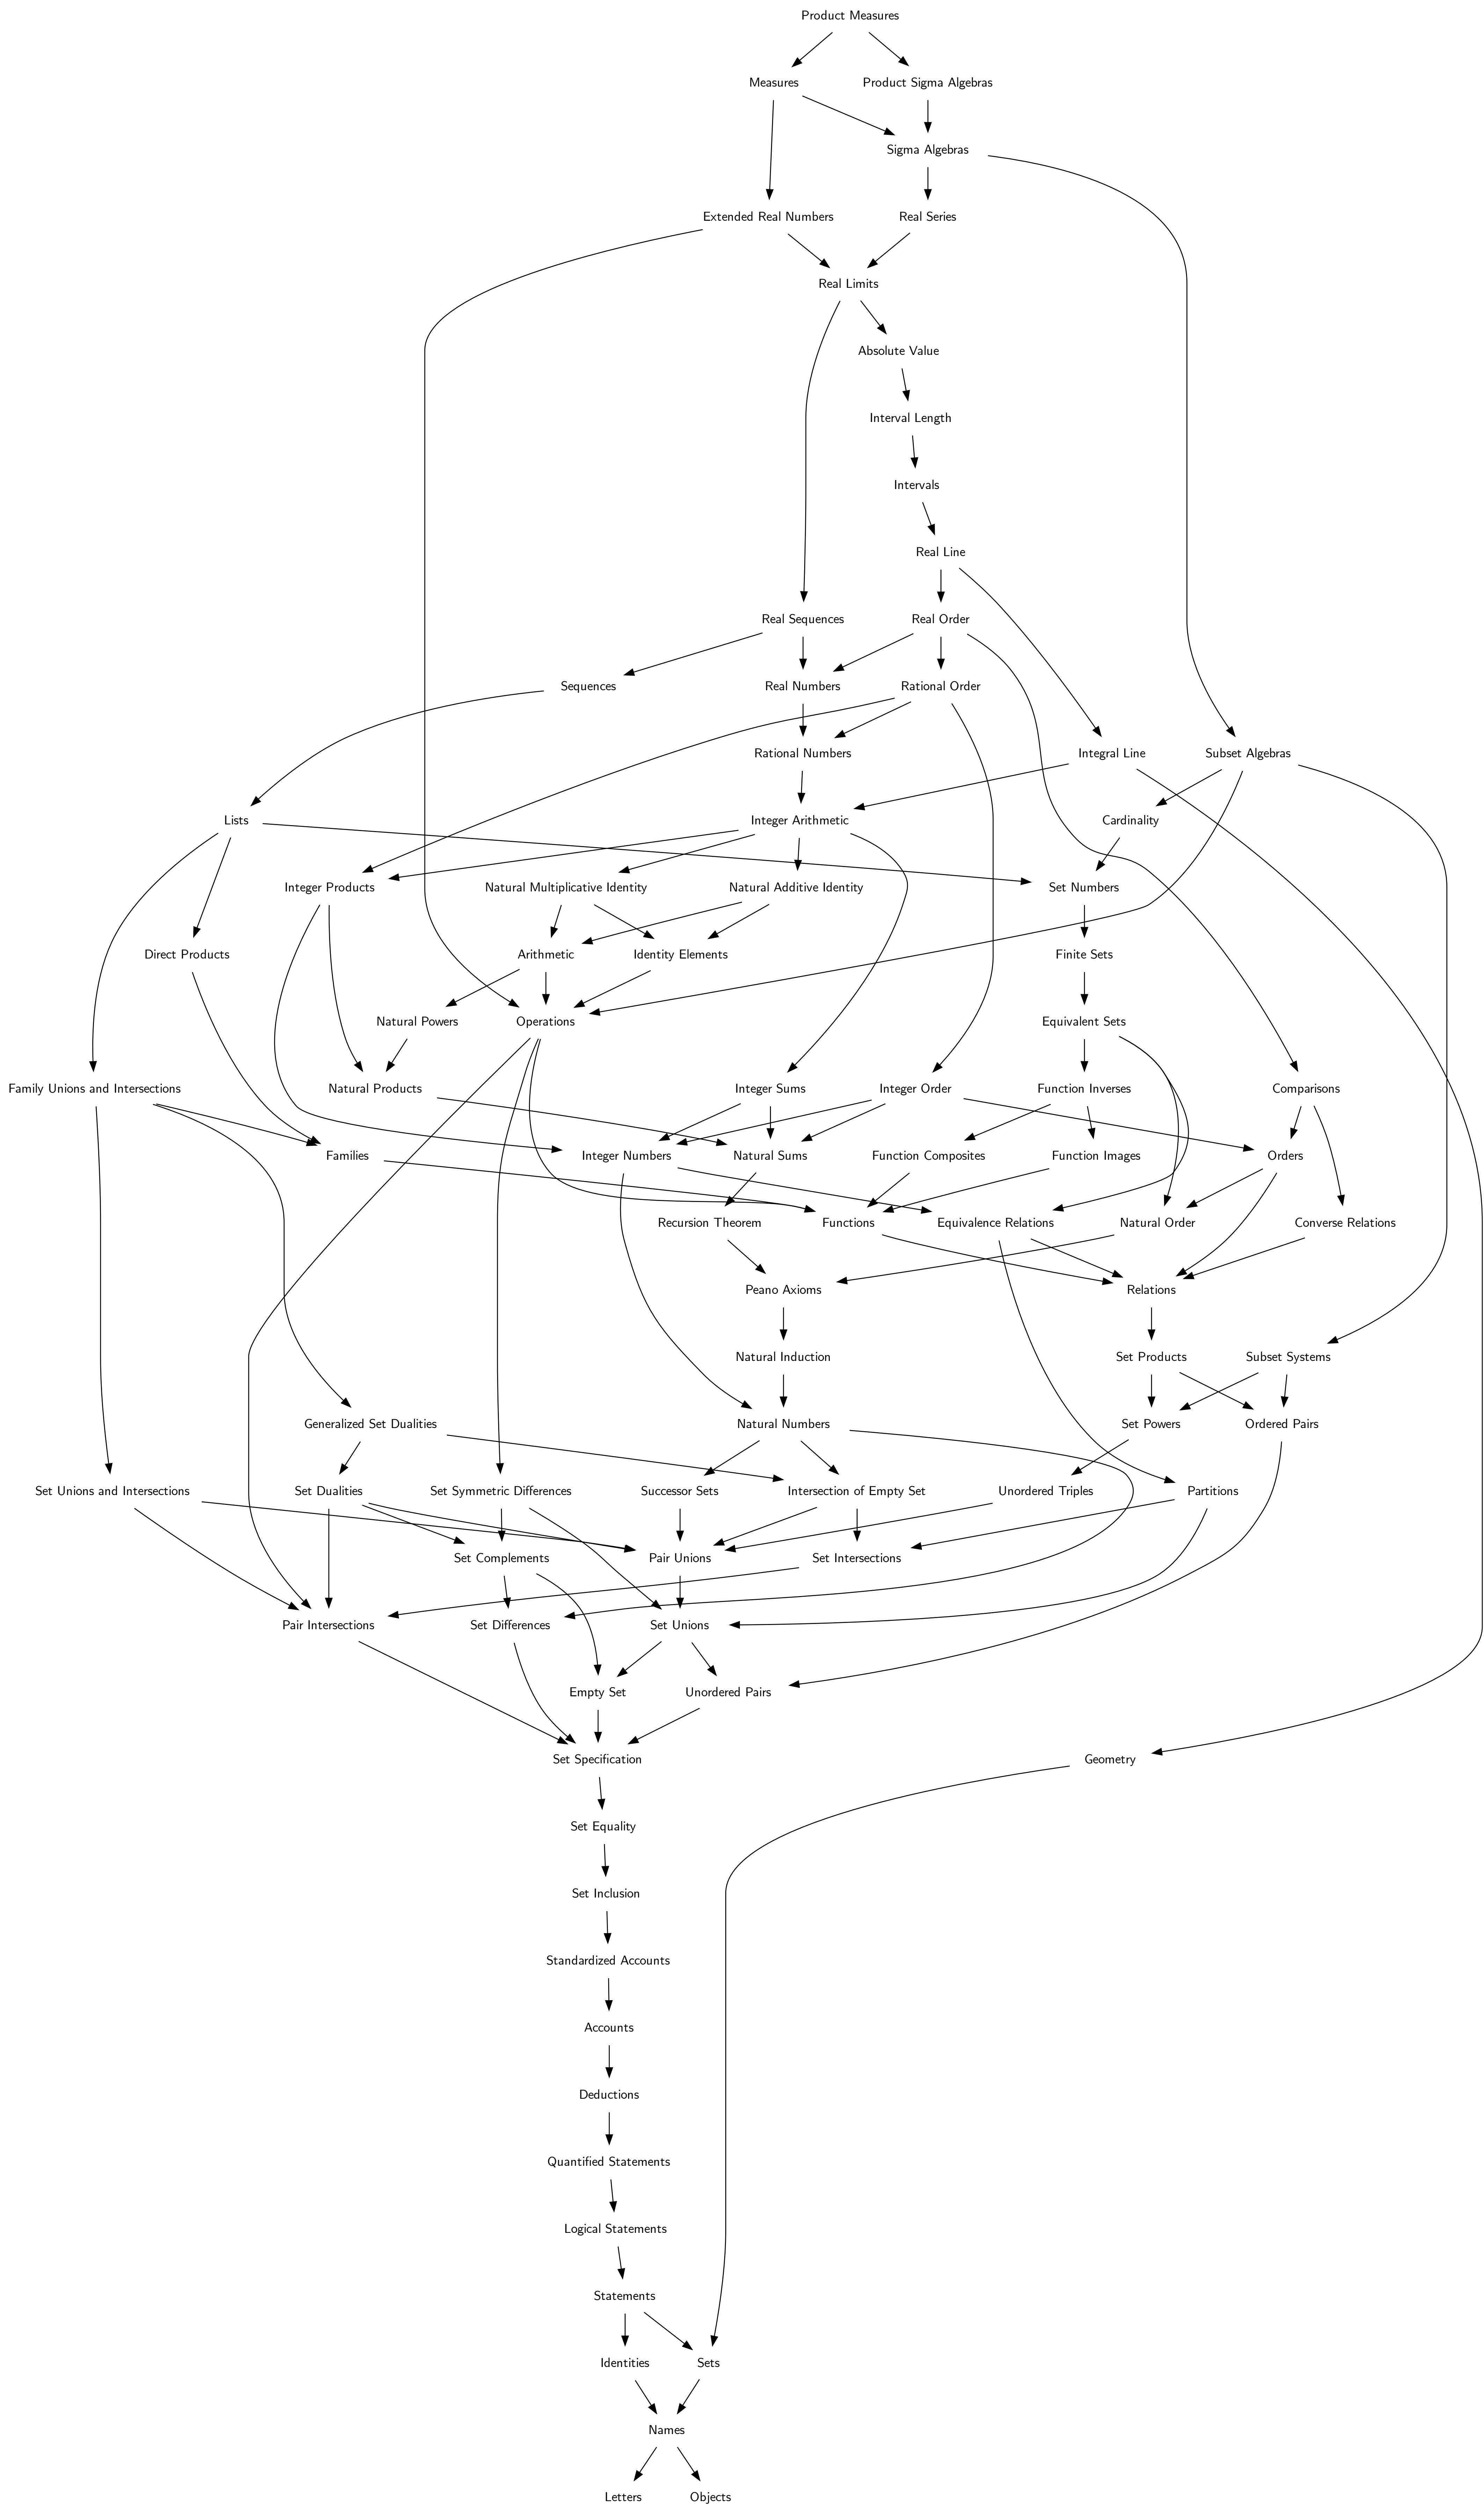 Product Measures
Measures
Product Sigma Algebras
Sigma Algebras
Extended Real Numbers
Real Series
Real Limits
Absolute Value
Interval Length
Intervals
Real Line
Real Sequences
Real Order
Sequences
Real Numbers
Rational Order
Rational Numbers
Integral Line
Subset Algebras
Lists
Integer Arithmetic
Cardinality
Integer Products
Natural Multiplicative Identity
Natural Additive Identity
Set Numbers
Direct Products
Arithmetic
Identity Elements
Finite Sets
Natural Powers
Operations
Equivalent Sets
Family Unions and Intersections
Natural Products
Integer Sums
Integer Order
Function Inverses
Comparisons
Families
Integer Numbers
Natural Sums
Function Composites
Function Images
Orders
Recursion Theorem
Functions
Equivalence Relations
Natural Order
Converse Relations
Peano Axioms
Relations
Natural Induction
Set Products
Subset Systems
Generalized Set Dualities
Natural Numbers
Set Powers
Ordered Pairs
Set Unions and Intersections
Set Dualities
Set Symmetric Differences
Successor Sets
Intersection of Empty Set
Unordered Triples
Partitions
Set Complements
Pair Unions
Set Intersections
Pair Intersections
Set Differences
Set Unions
Empty Set
Unordered Pairs
Set Specification
Geometry
Set Equality
Set Inclusion
Standardized Accounts
Accounts
Deductions
Quantified Statements
Logical Statements
Statements
Identities
Sets
Names
Letters
Objects